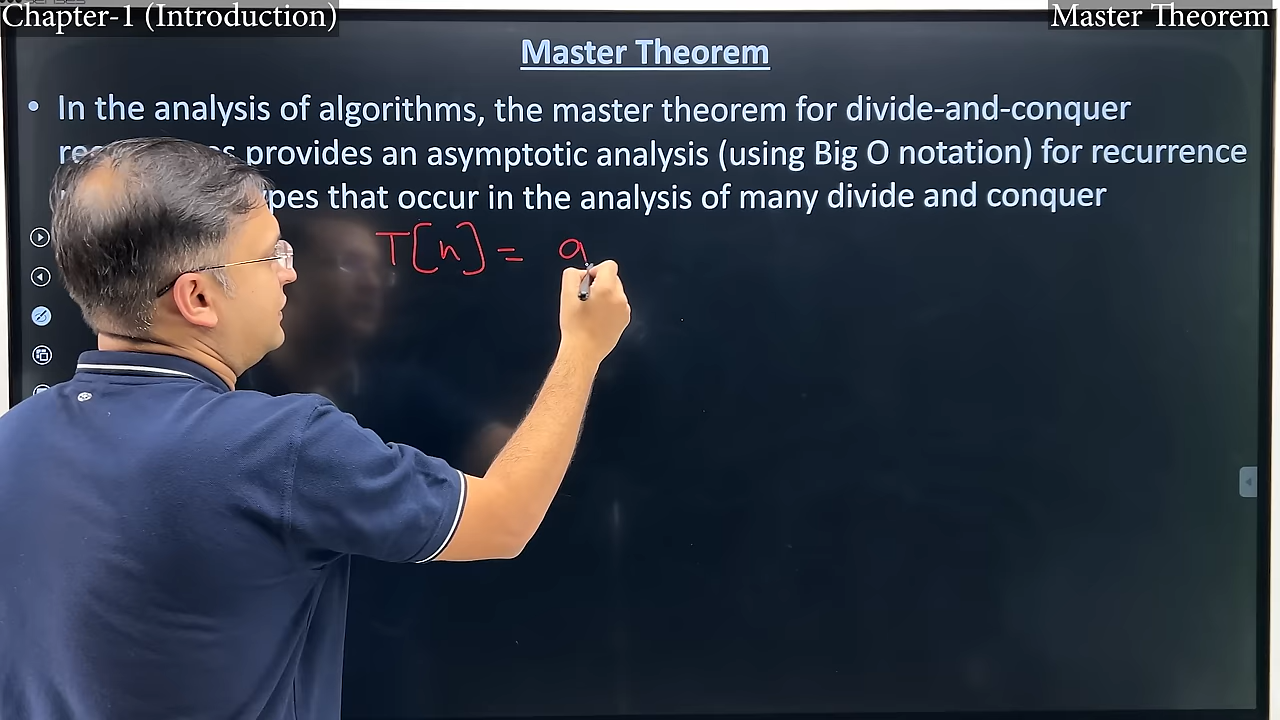 Chapter-1 (Introduction)
Master Theorem
Master Theorem
• In the analysis of algorithms, the master theorem for divide-and-conquer
provides an asymptotic analysis (using Big O notation) for recurrence
that occur in the analysis of many divide and conquer
T[n] = a